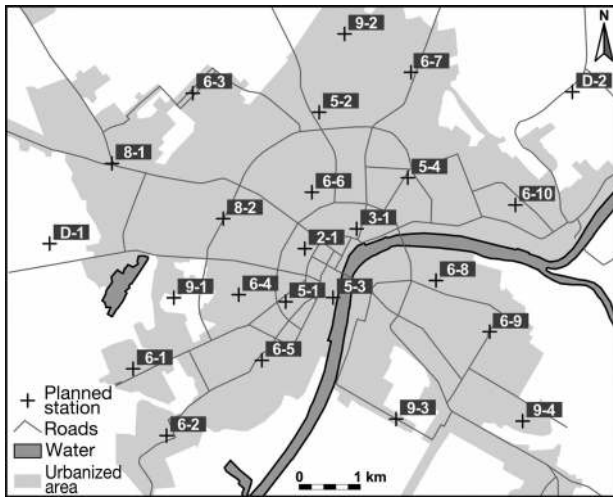 9-2
N
6-7
6-3
D-2
5-2
8-1
5-4
6-6
6-10
8-2
3-1
D-1
2-1
6-8
9-1
6-4
5-1
5-3
6-9
6-5
6-1
9-3
9-4
6-2
Planned
station
Roads
Water
Urbanized
area
0
1 km